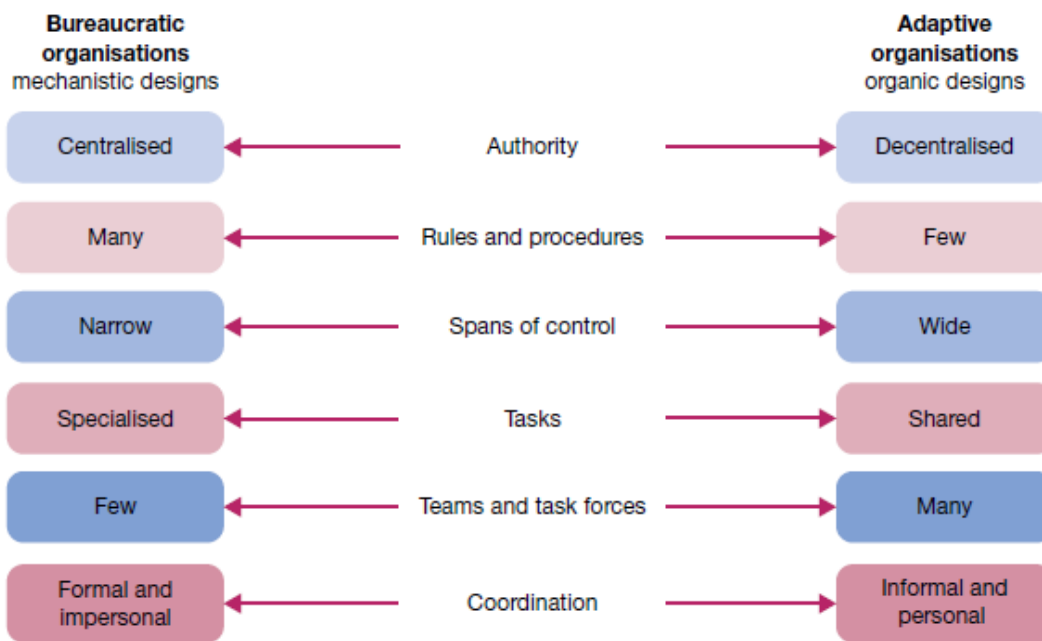 Bureaucratic
organisations
mechanistic designs
Adaptive
organisations
organic designs
Centralised
Authority
Decentralised
Many
Rules and procedures
Few
Narrow
Spans of control
Wide
Specialised
Tasks
Shared
Few
Teams and task forces
Many
Formal and
impersonal
Coordination
Informal and
personal